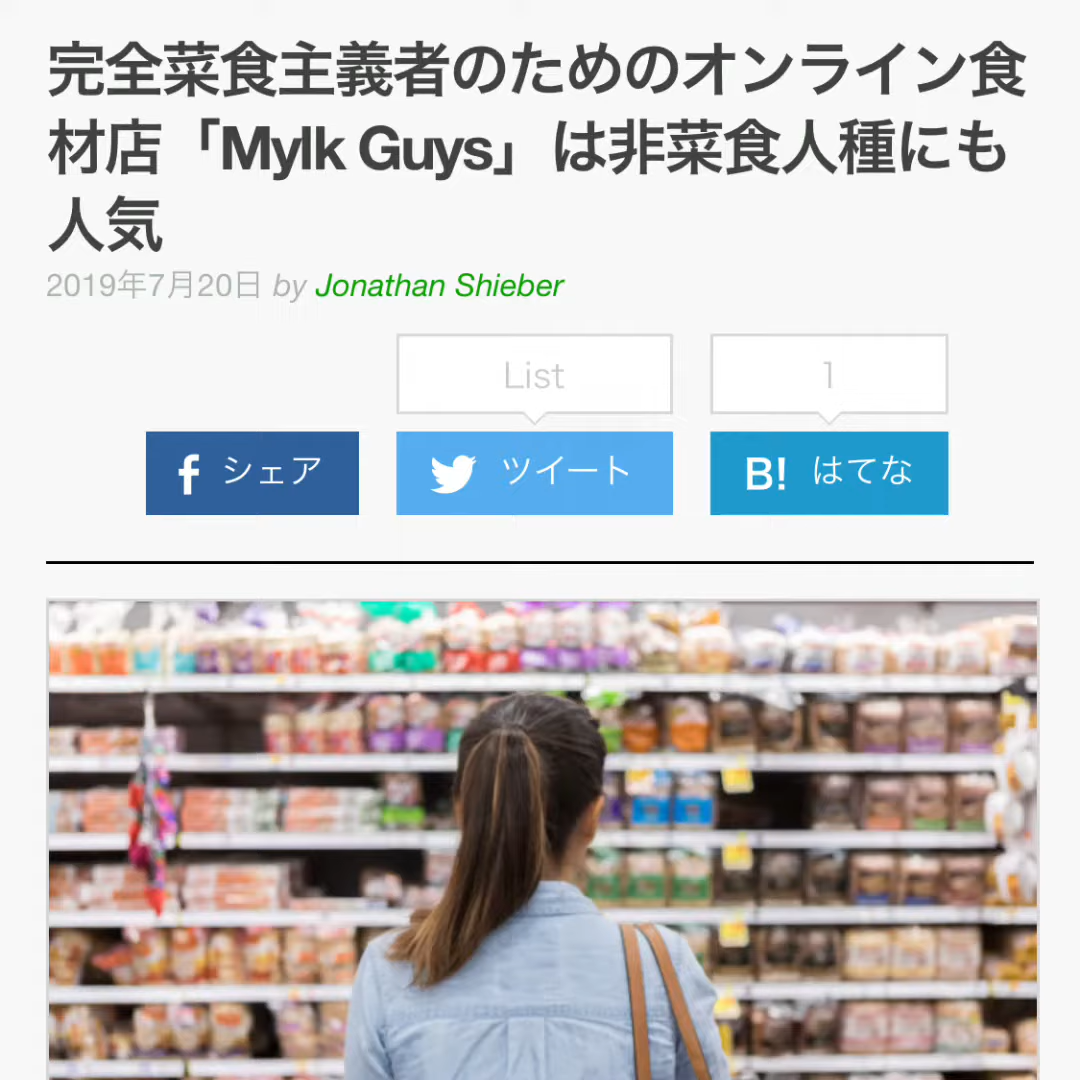 完全菜食主義者のためのオンライン食
材店「Mylk Guys」は非菜食人種にも
人気
2019年7月20日 by Jonathan Shieber
List
1
シェア
ツイート
B! はてな